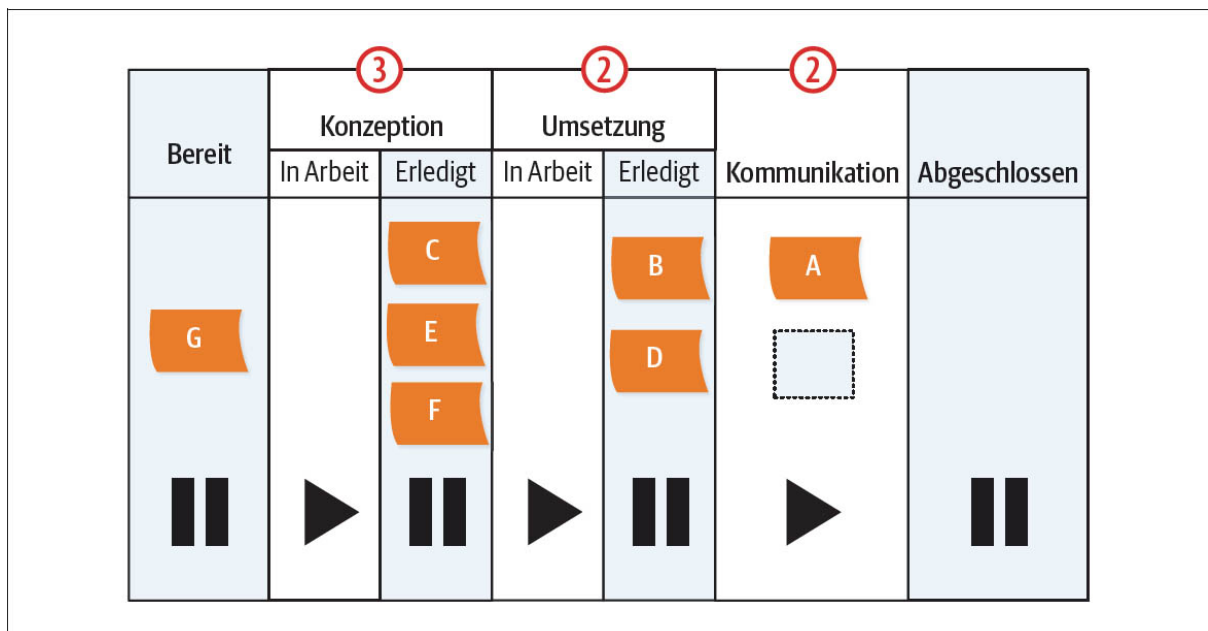 3 2 2
Konzeption Umsetzung
Bereit Kommunikation Abgeschlossen
In Arbeit Erledigt In Arbeit Erledigt
C
B A
G E D
F